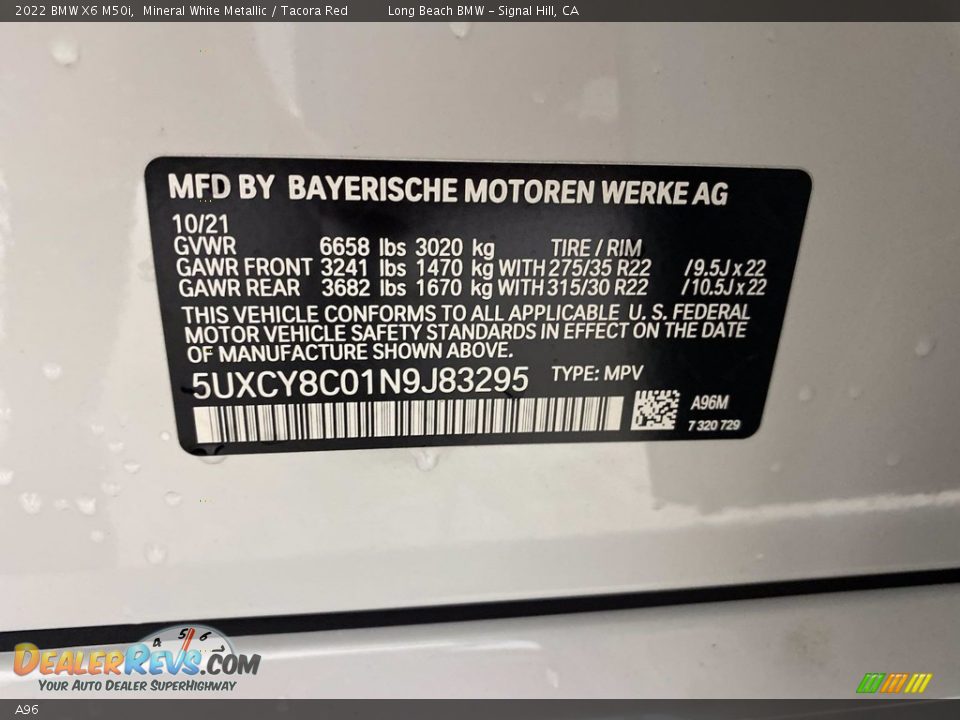 2022 BMW X6 M50i, Mineral White Metallic / Tacora Red Long Beach BMW - Signal Hill, CA
MFD BY BAYERISCHE MOTOREN WERKE AG
10/21
GVWR 6658 lbs 3020 kg TIRE / RIM
GAWR FRONT 3241 lbs 1470 kg WITH 275/35 R22 /9.5J x 22
GAWR REAR 3682 lbs 1670 kg WITH 315/30 R22 /10.5J x 22
THIS VEHICLE CONFORMS TO ALL APPLICABLE U. S. FEDERAL
MOTOR VEHICLE SAFETY STANDARDS IN EFFECT ON THE DATE
OF MANUFACTURE SHOWN ABOVE.
5UXCY8C01N9J83295 TYPE: MPV
A96M
7 320 729
4 5 6
DEALERREVS.COM
YOUR AUTO DEALER SUPERHIGHWAY
A96